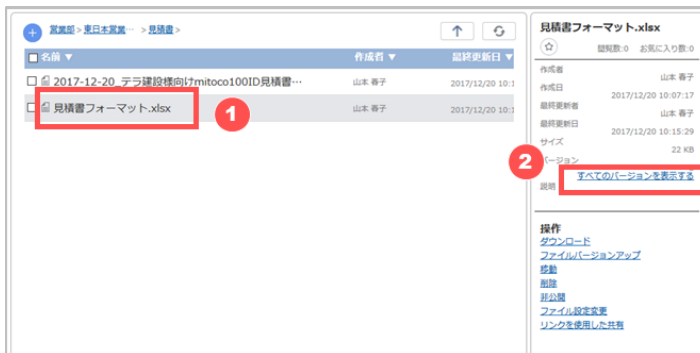 営業部>東日本営業… >見積書>
名前 ▼ 作成者 ▼ 最終更新日 ▼
2017-12-20_テラ建設様向けmitoco100ID見積書… 山本 春子 2017/12/20 10:1
見積書フォーマット.xlsx 山本 春子 2017/12/20 10:1
1
見積書フォーマット.xlsx
閲覧数:0 お気に入り数:0
作成者
山本 春子
作成日
2017/12/20 10:07:17
最終更新者
山本 春子
最終更新日
2017/12/20 10:15:29
サイズ
22 KB
2
バージョン
すべてのバージョンを表示する
説明
操作
ダウンロード
ファイルバージョンアップ
移動
削除
非公開
ファイル設定変更
リンクを使用した共有